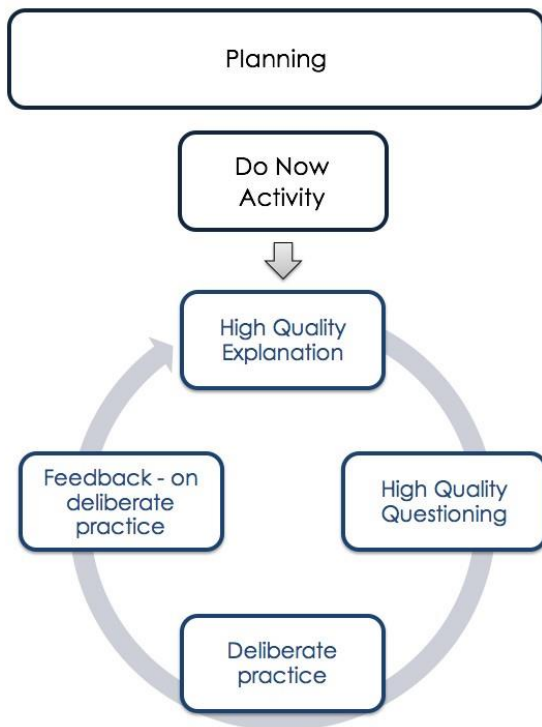 Planning
Do Now
Activity
High Quality
Explanation
High Quality
Questioning
Deliberate
practice
Feedback - on
deliberate
practice